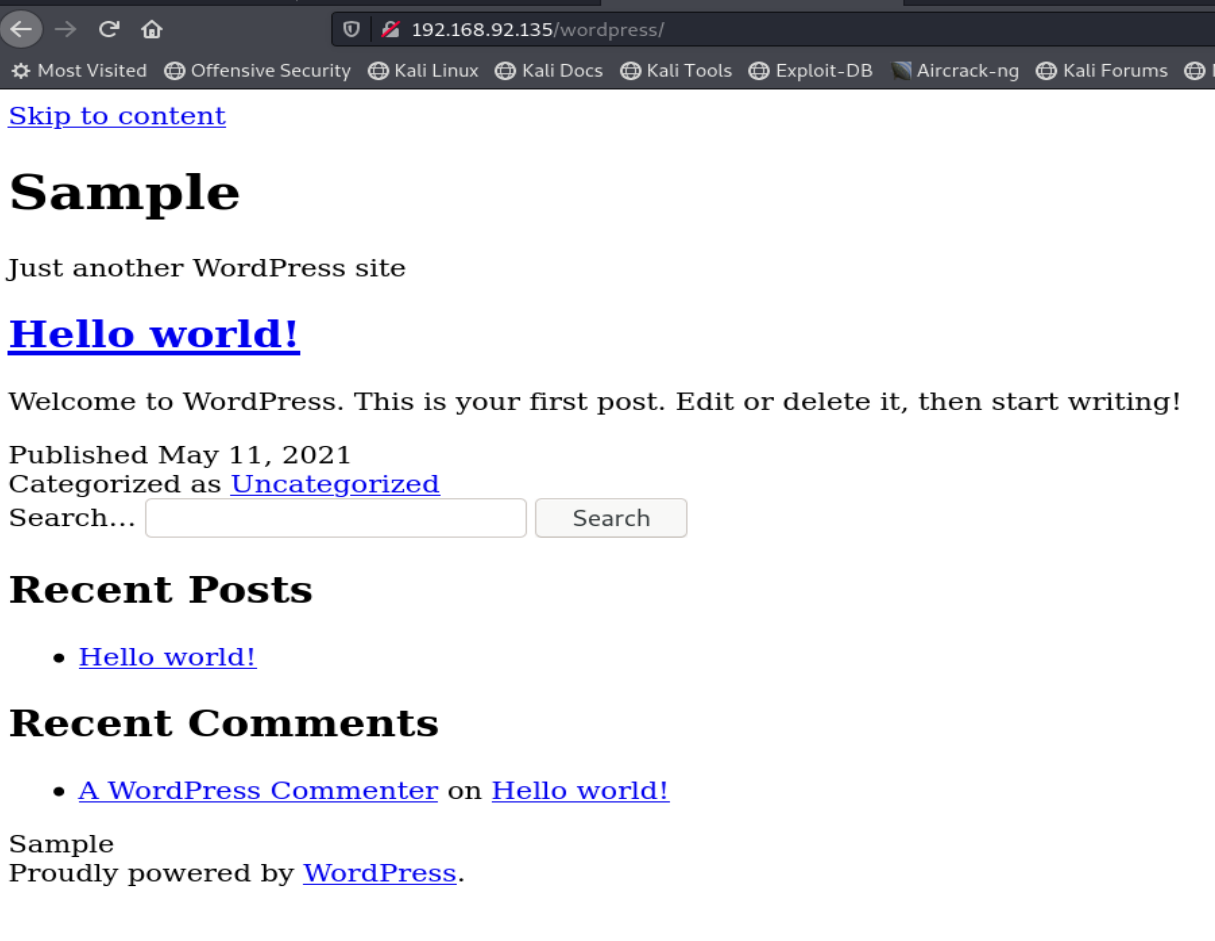 192.168.92.135/wordpress/
Most Visited Offensive Security Kali Linux Kali Docs Kali Tools Exploit-DB Aircrack-ng Kali Forums
Skip to content
Sample
Just another WordPress site
Hello world!
Welcome to WordPress. This is your first post. Edit or delete it, then start writing!
Published May 11, 2021
Categorized as Uncategorized
Search… Search
Recent Posts
Hello world!
Recent Comments
A WordPress Commenter on Hello world!
Sample
Proudly powered by WordPress.